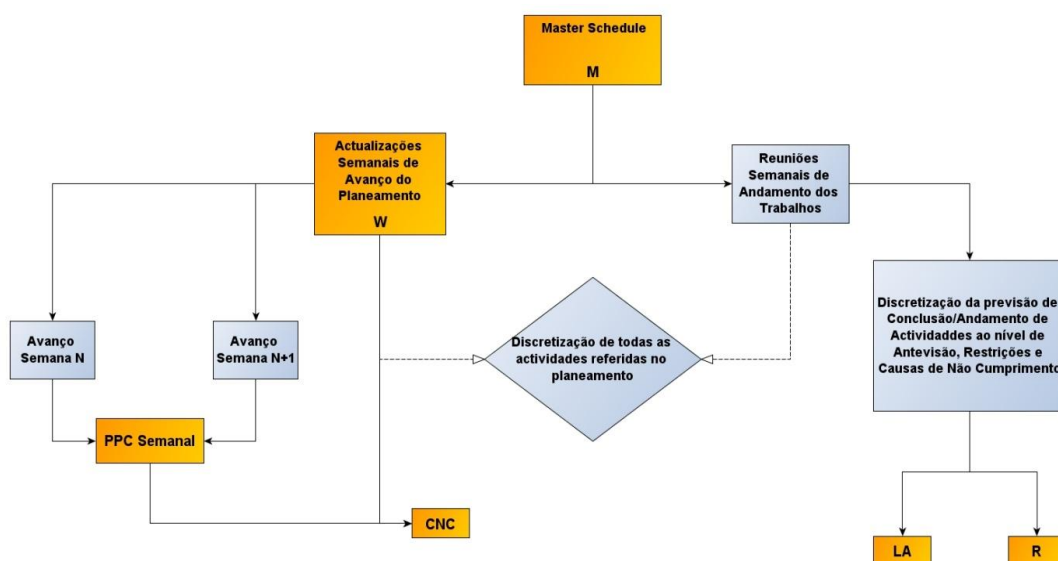 Master Schedule
M
Actualizações
Semanais de
Avanço do
Planeamento
W
Reuniões
Semanais de
Andamento dos
Trabalhos
Discretização da previsão de
Conclusão/Andamento de
Actividaddes ao nível de
Antevisão, Restrições e
Causas de Não Cumprimento
Discretização de todas as
actividades referidas no
planeamento
Avanço
Semana N
Avanço
Semana N+1
PPC Semanal
CNC
LA
R